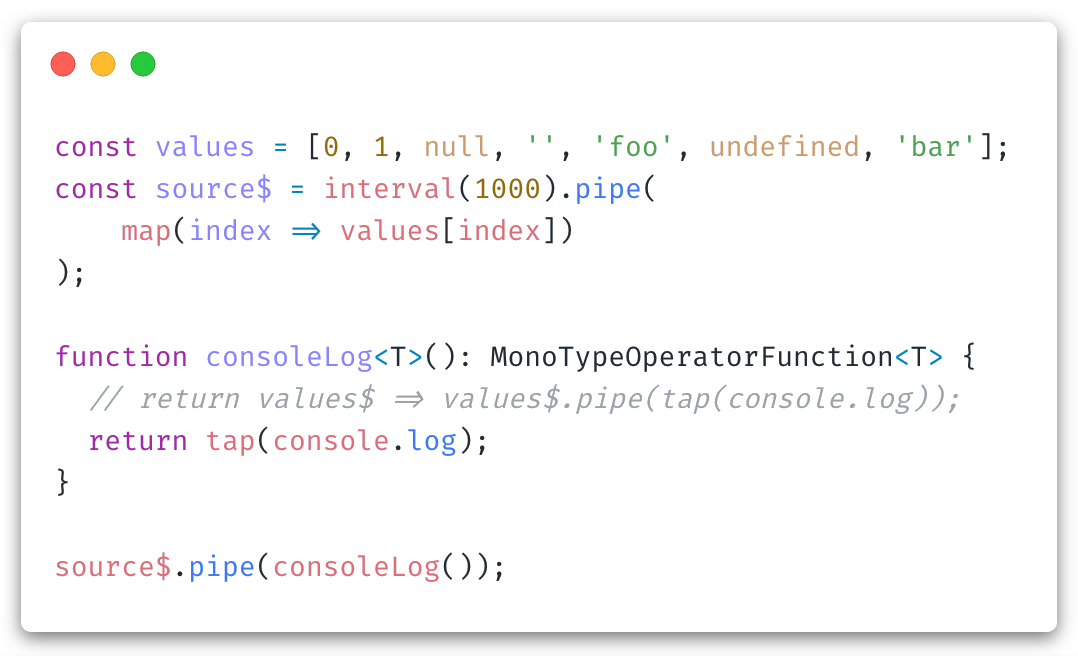 const values = [0, 1, null, '', 'foo', undefined, 'bar'];
const source$ = interval(1000).pipe(
    map(index => values[index])
);

function consoleLog<T>(): MonoTypeOperatorFunction<T> {
  // return values$ => values$.pipe(tap(console.log));
  return tap(console.log);
}

source$.pipe(consoleLog());